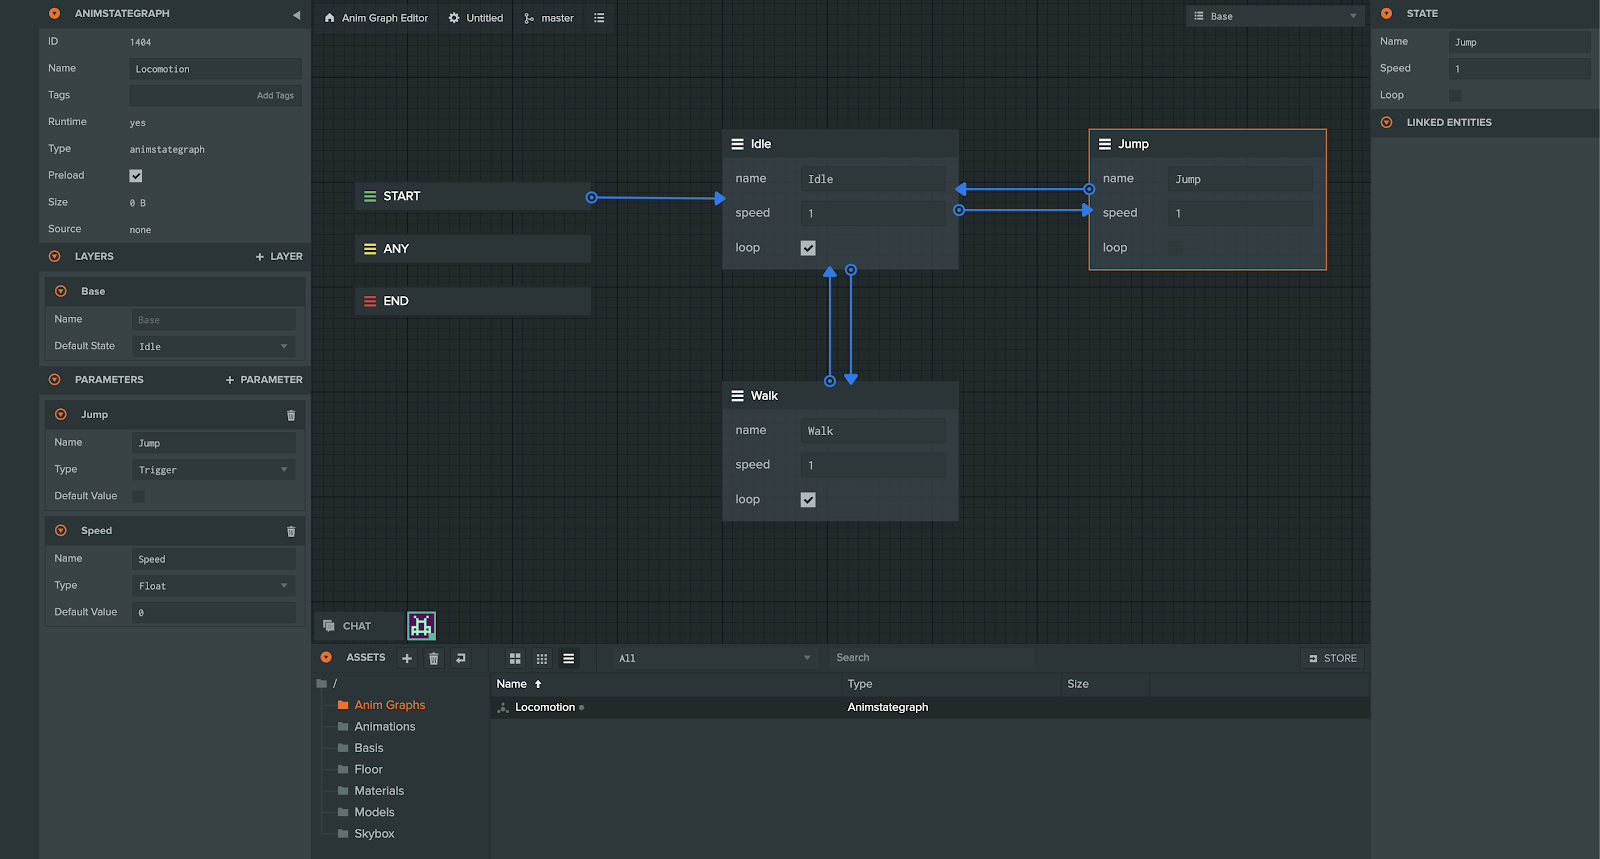 ANIMSTATEGRAPH
ID 1404
Name Locomotion
Tags Add Tags
Runtime yes
Type animstategraph
Preload
Size 0 B
Source none
LAYERS + LAYER
Base
Name Base
Default State Idle
PARAMETERS + PARAMETER
Jump
Name Jump
Type Trigger
Default Value
Speed
Name Speed
Type Float
Default Value 0
Anim Graph Editor Untitled master
Base
START
ANY
END
Idle
name Idle
speed 1
loop
Jump
name Jump
speed 1
loop
Walk
name Walk
speed 1
loop
CHAT
ASSETS All Search STORE
/
Anim Graphs
Animations
Basis
Floor
Materials
Models
Skybox
Name Type Size
Locomotion Animstategraph
STATE
Name Jump
Speed 1
Loop
LINKED ENTITIES